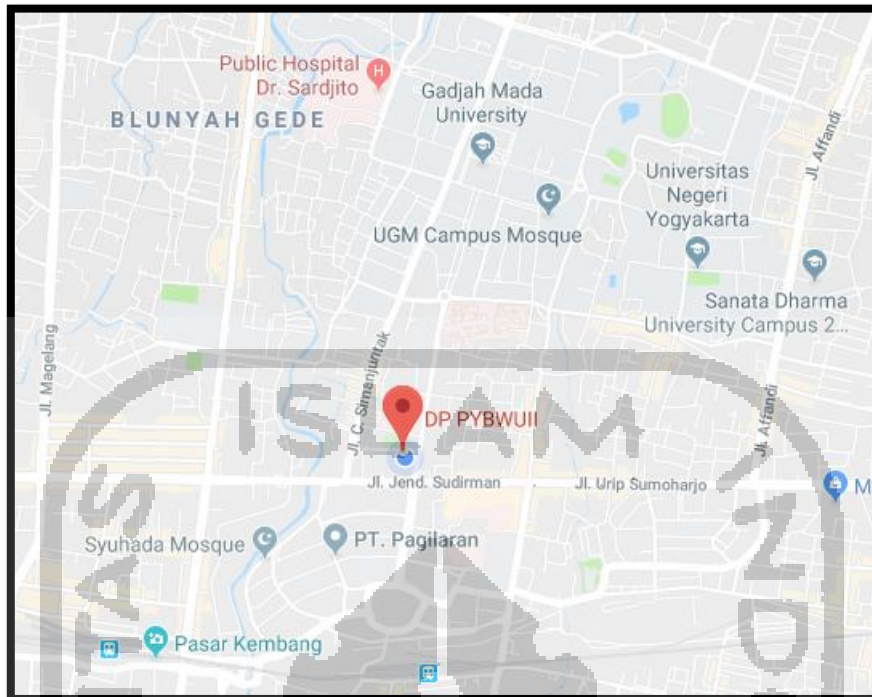 Public Hospital
Dr. Sardjito
Gadjah Mada
University
BLUNYAH GEDE
Jl. Affandi
Universitas
Negeri
Yogyakarta
UGM Campus Mosque
Sanata Dharma
University Campus 2...
Jl. Magelang
Jl. C. Simanjuntak
ISLAM
DP PYBWUII
Jl. Affandi
Jl. Jend. Sudirman
Jl. Urip Sumoharjo
M
Syuhada Mosque
PT. Pagilaran
TAS
INDO
Pasar Kembang